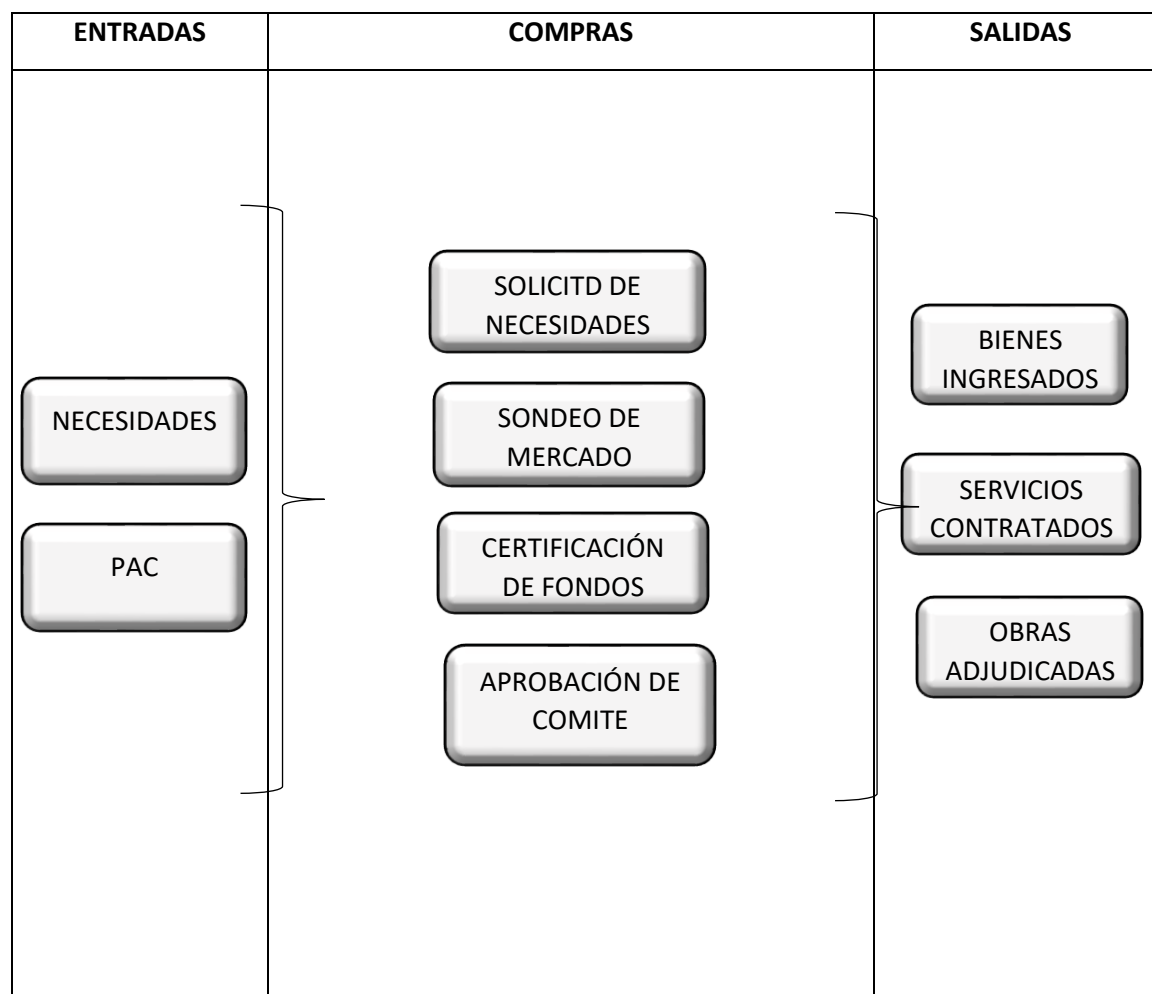 ENTRADAS
COMPRAS
SALIDAS
NECESIDADES
PAC
SOLICITD DE
NECESIDADES
SONDEO DE
MERCADO
CERTIFICACIÓN
DE FONDOS
APROBACIÓN DE
COMITE
BIENES
INGRESADOS
SERVICIOS
CONTRATADOS
OBRAS
ADJUDICADAS